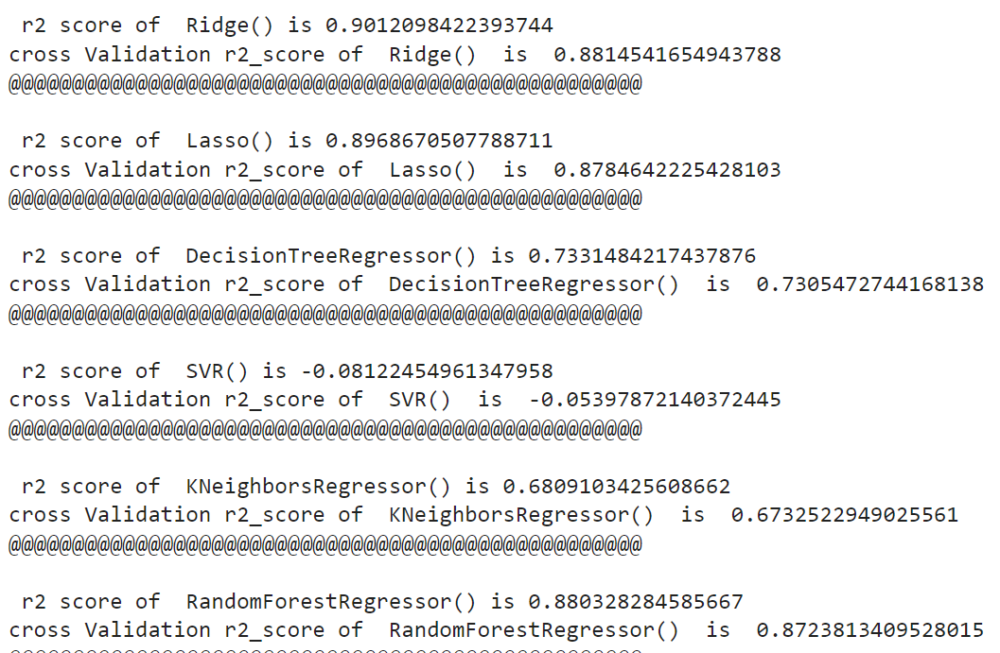 r2 score of  Ridge() is 0.9012098422393744
cross Validation r2_score of  Ridge()  is  0.8814541654943788
@@@@@@@@@@@@@@@@@@@@@@@@@@@@@@@@@@@@@@@@@@@@@@@@@@
r2 score of  Lasso() is 0.8968670507788711
cross Validation r2_score of  Lasso()  is  0.8784642225428103
@@@@@@@@@@@@@@@@@@@@@@@@@@@@@@@@@@@@@@@@@@@@@@@@@@
r2 score of  DecisionTreeRegressor() is 0.7331484217437876
cross Validation r2_score of  DecisionTreeRegressor()  is  0.7305472744168138
@@@@@@@@@@@@@@@@@@@@@@@@@@@@@@@@@@@@@@@@@@@@@@@@@@
r2 score of  SVR() is -0.08122454961347958
cross Validation r2_score of  SVR()  is  -0.05397872140372445
@@@@@@@@@@@@@@@@@@@@@@@@@@@@@@@@@@@@@@@@@@@@@@@@@@
r2 score of  KNeighborsRegressor() is 0.6809103425608662
cross Validation r2_score of  KNeighborsRegressor()  is  0.6732522949025561
@@@@@@@@@@@@@@@@@@@@@@@@@@@@@@@@@@@@@@@@@@@@@@@@@@
r2 score of  RandomForestRegressor() is 0.880328284585667
cross Validation r2_score of  RandomForestRegressor()  is  0.8723813409528015
@@@@@@@@@@@@@@@@@@@@@@@@@@@@@@@@@@@@@@@@@@@@@@@@@@